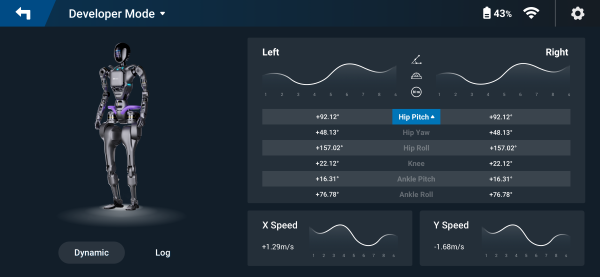 Developer Mode
43%
Left
Right
1 2 3 4 5 6 7 8
1 2 3 4 5 6 7 8
+92.12° Hip Pitch +92.12°
+48.13° Hip Yaw +48.13°
+157.02° Hip Roll +157.02°
+22.12° Knee +22.12°
+16.31° Ankle Pitch +16.31°
+76.78° Ankle Roll +76.78°
X Speed
+1.29m/s
1 2 3 4 5 6 7 8
Y Speed
-1.68m/s
1 2 3 4 5 6 7 8
Dynamic
Log